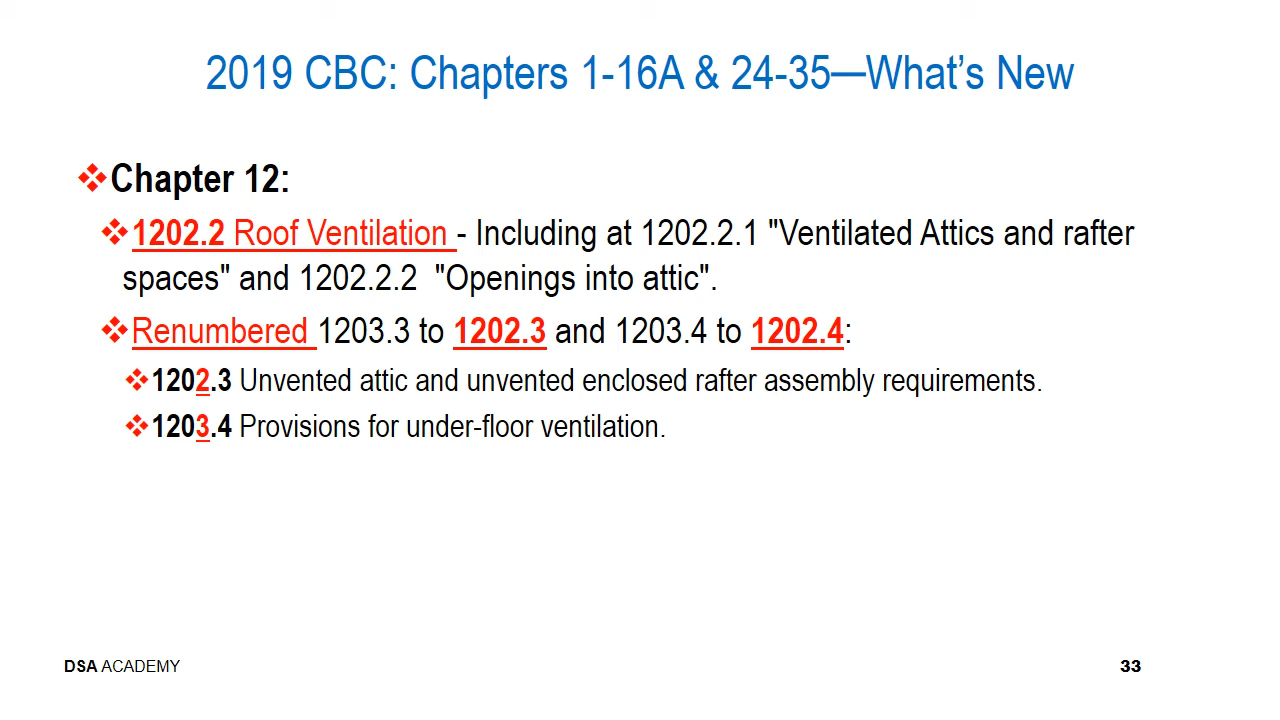 2019 CBC: Chapters 1-16A & 24-35—What’s New
Chapter 12:
1202.2 Roof Ventilation - Including at 1202.2.1 "Ventilated Attics and rafter
spaces" and 1202.2.2  "Openings into attic".
Renumbered 1203.3 to 1202.3 and 1203.4 to 1202.4:
1202.3 Unvented attic and unvented enclosed rafter assembly requirements.
1203.4 Provisions for under-floor ventilation.
DSA ACADEMY
33